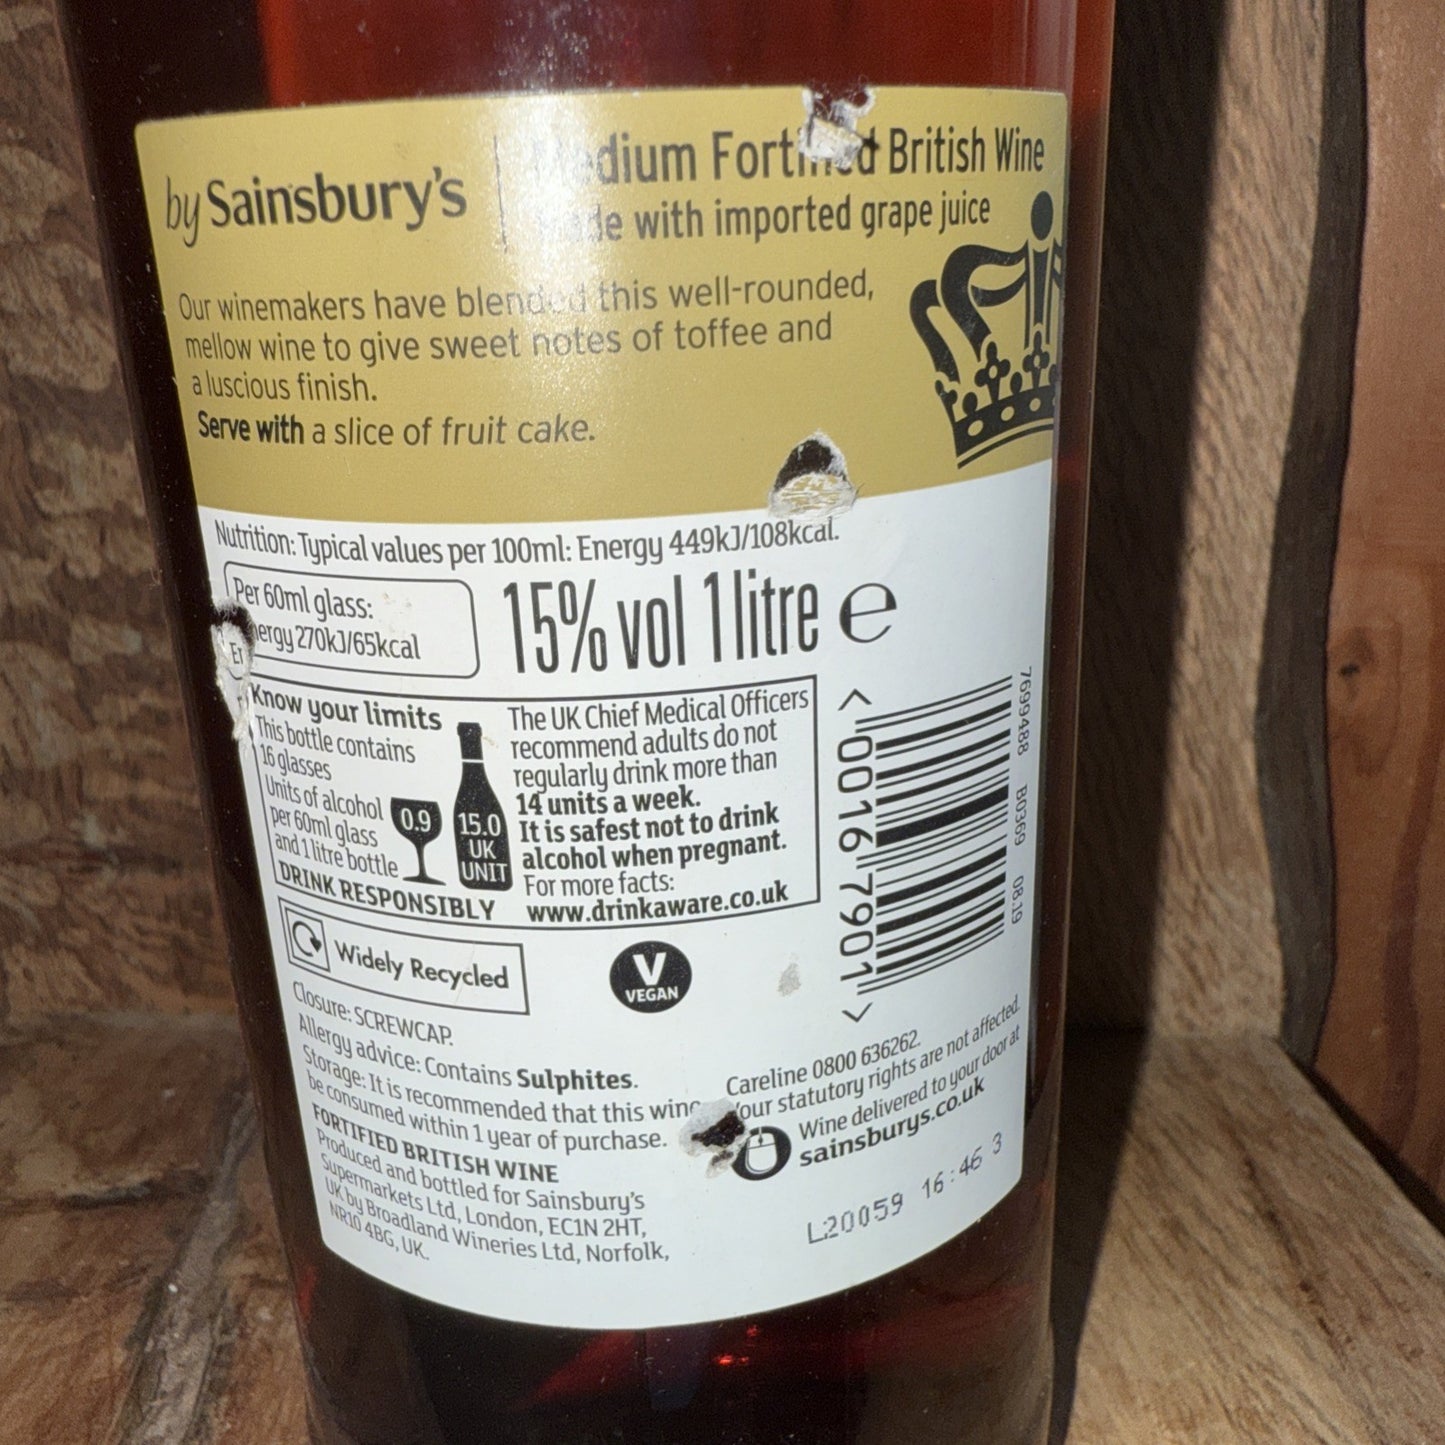 by Sainsbury's
dium Fort d British Wine
de with imported grape juice
Our winemakers have blended this well-rounded,
mellow wine to give sweet notes of toffee and
a luscious finish.
Serve with a slice of fruit cake.
Nutrition: Typical values per 100ml: Energy 449kJ/108kcal.
Per 60ml glass:
Energy 270kJ/65kcal
15% vol 1 litre e
Know your limits
This bottle contains
16 glasses
Units of alcohol
per 60ml glass
and 1 litre bottle
0.9
15.0
UK
UNIT
DRINK RESPONSIBLY
The UK Chief Medical Officers
recommend adults do not
regularly drink more than
14 units a week.
It is safest not to drink
alcohol when pregnant.
For more facts:
www.drinkaware.co.uk
< 00167901 >
7699488 B0369 08.19
Widely Recycled
V
VEGAN
Closure: SCREWCAP.
Allergy advice: Contains Sulphites.
Storage: It is recommended that this wine
be consumed within 1 year of purchase.
FORTIFIED BRITISH WINE
Produced and bottled for Sainsbury's
Supermarkets Ltd, London, EC1N 2HT,
UK by Broadland Wineries Ltd, Norfolk,
NR10 4BG, UK.
Careline 0800 636262.
Your statutory rights are not affected.
Wine delivered to your door at
sainsburys.co.uk
L20059 16:46 3